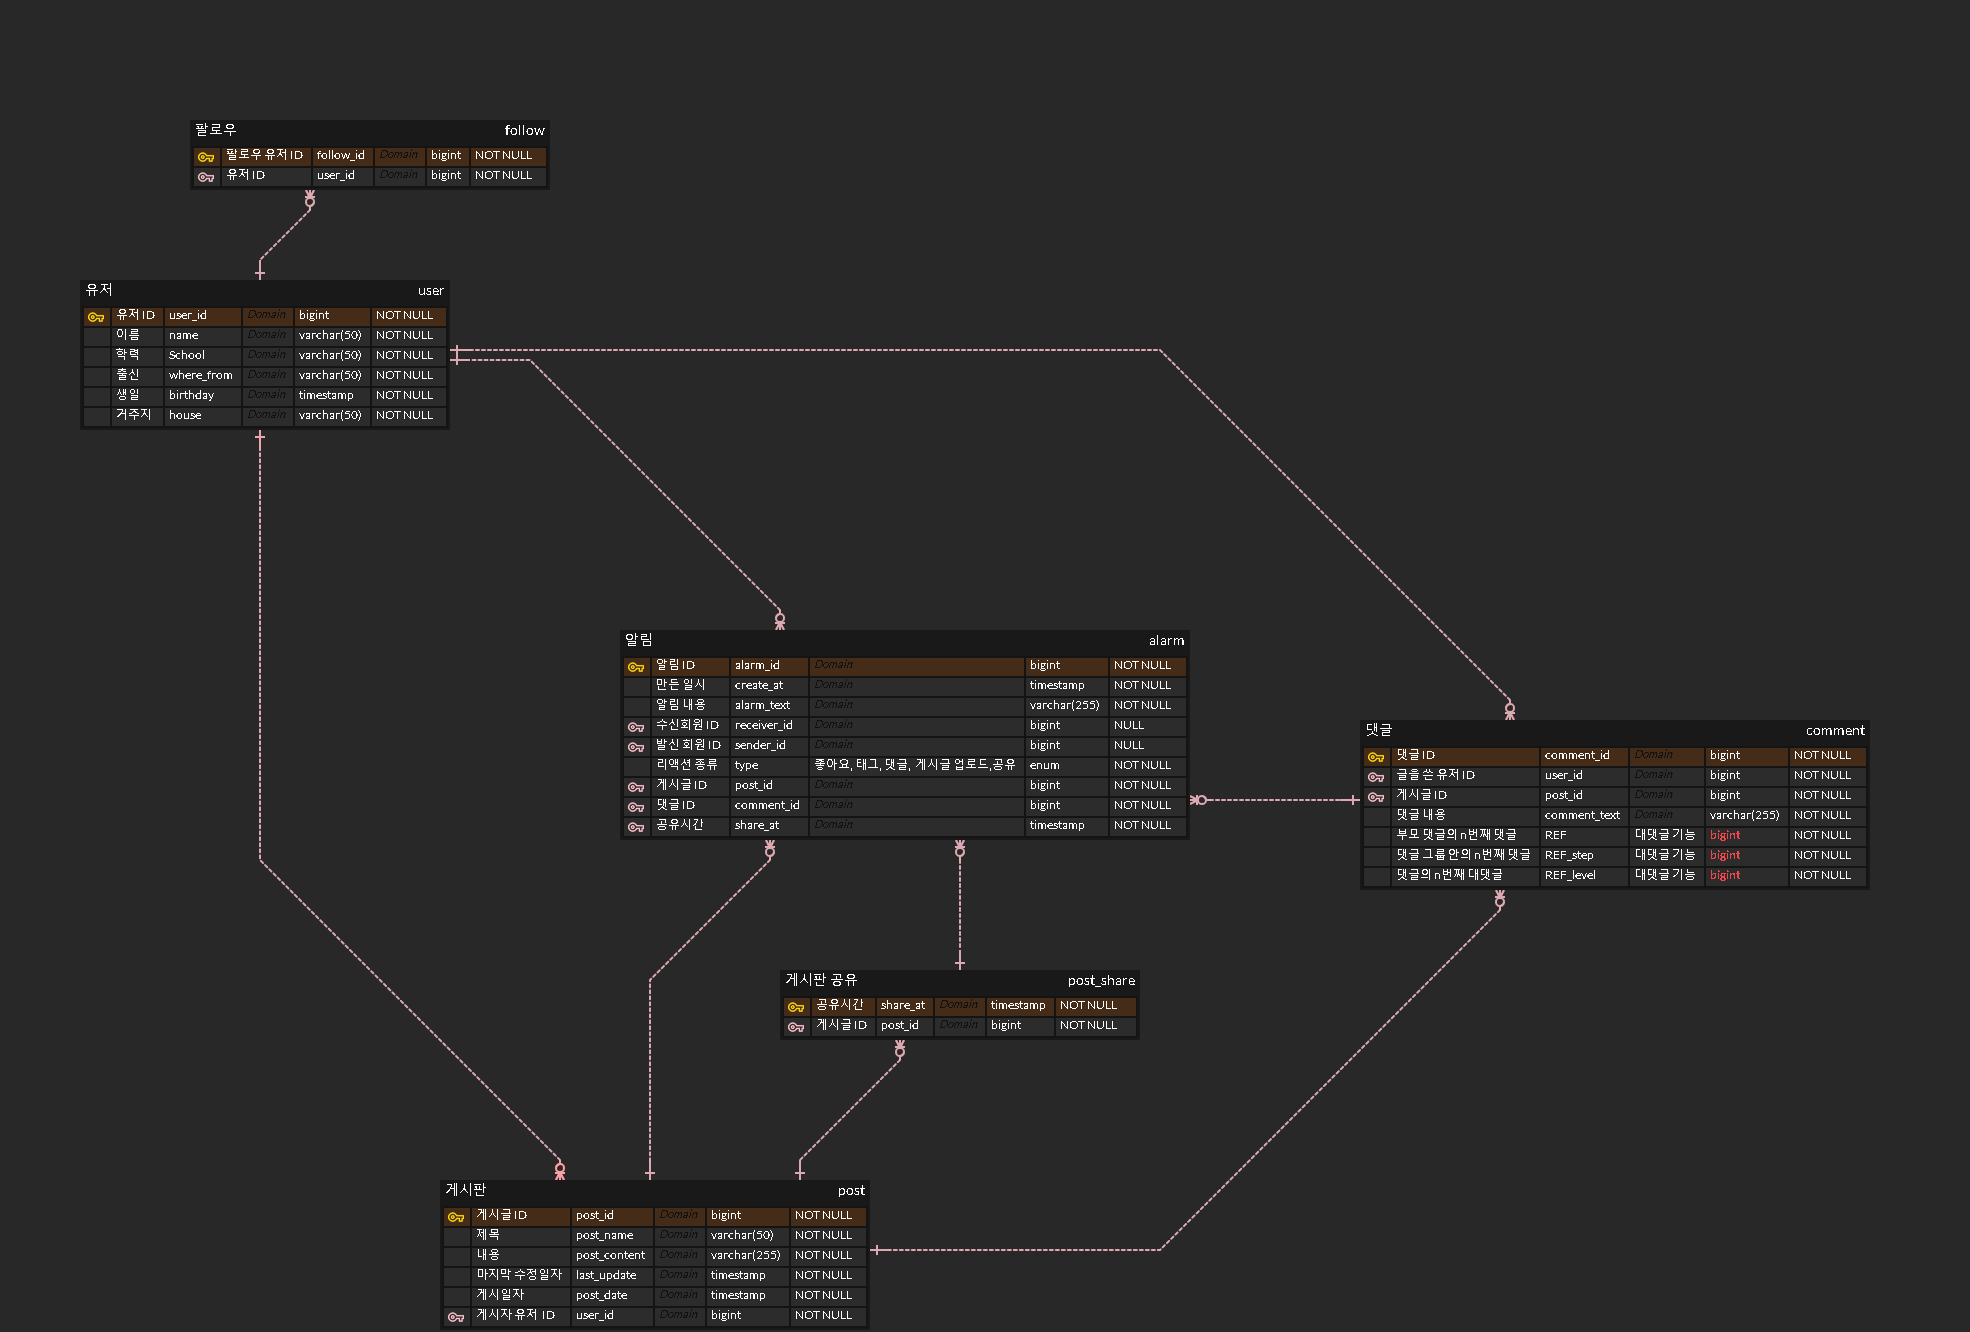 팔로우 follow
팔로우 유저 ID follow_id Domain bigint NOT NULL
유저 ID user_id Domain bigint NOT NULL
유저 user
유저 ID user_id Domain bigint NOT NULL
이름 name Domain varchar(50) NOT NULL
학력 School Domain varchar(50) NOT NULL
출신 where_from Domain varchar(50) NOT NULL
생일 birthday Domain timestamp NOT NULL
거주지 house Domain varchar(50) NOT NULL
알림 alarm
알림 ID alarm_id Domain bigint NOT NULL
만든 일시 create_at Domain timestamp NOT NULL
알림 내용 alarm_text Domain varchar(255) NOT NULL
수신회원 ID receiver_id Domain bigint NULL
발신 회원 ID sender_id Domain bigint NULL
리액션 종류 type 좋아요, 태그, 댓글, 게시글 업로드,공유 enum NOT NULL
게시글 ID post_id Domain bigint NOT NULL
댓글 ID comment_id Domain bigint NOT NULL
공유시간 share_at Domain timestamp NOT NULL
댓글 comment
댓글 ID comment_id Domain bigint NOT NULL
글을 쓴 유저 ID user_id Domain bigint NOT NULL
게시글 ID post_id Domain bigint NOT NULL
댓글 내용 comment_text Domain varchar(255) NOT NULL
부모 댓글의 n번째 댓글 REF 대댓글 기능 bigint NOT NULL
댓글 그룹 안의 n번째 댓글 REF_step 대댓글 기능 bigint NOT NULL
댓글의 n번째 대댓글 REF_level 대댓글 기능 bigint NOT NULL
게시판 공유 post_share
공유시간 share_at Domain timestamp NOT NULL
게시글 ID post_id Domain bigint NOT NULL
게시판 post
게시글 ID post_id Domain bigint NOT NULL
제목 post_name Domain varchar(50) NOT NULL
내용 post_content Domain varchar(255) NOT NULL
마지막 수정일자 last_update Domain timestamp NOT NULL
게시일자 post_date Domain timestamp NOT NULL
게시자 유저 ID user_id Domain bigint NOT NULL